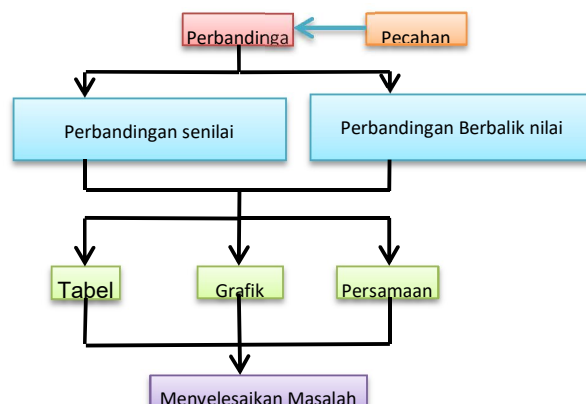 Perbandinga
Pecahan
Perbandingan senilai
Perbandingan Berbalik nilai
Tabel
Grafik
Persamaan
Menyelesaikan Masalah